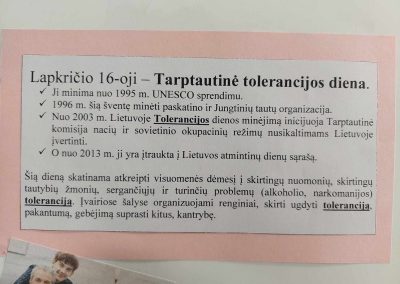 Lapkričio 16-oji – Tarptautinė tolerancijos diena.
✓ Ji minima nuo 1995 m. UNESCO sprendimu.
✓ 1996 m. šią šventę minėti paskatino ir Jungtinių tautų organizacija.
✓ Nuo 2003 m. Lietuvoje Tolerancijos dienos minėjimą inicijuoja Tarptautinė
komisija nacių ir sovietinio okupacinių režimų nusikaltimams Lietuvoje
įvertinti.
✓ O nuo 2013 m. ji yra įtraukta į Lietuvos atmintinų dienų sąrašą.
Šią dieną skatinama atkreipti visuomenės dėmesį į skirtingų nuomonių, skirtingų
tautybių žmonių, sergančiųjų ir turinčių problemų (alkoholio, narkomanijos)
toleranciją. Įvairiose šalyse organizuojami renginiai, skirti ugdyti toleranciją,
pakantumą, gebėjimą suprasti kitus, kantrybę.